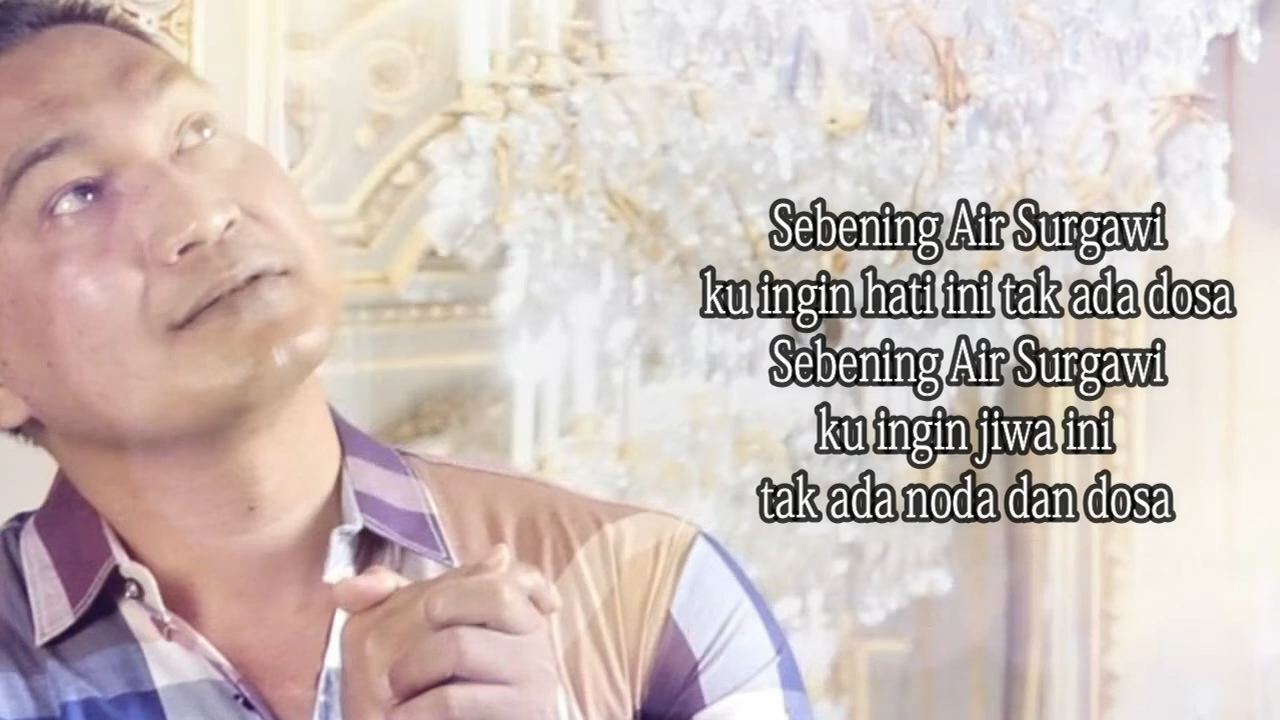 Sebening Air Surgawi
ku ingin hati ini tak ada dosa
Sebening Air Surgawi
ku ingin jiwa ini
tak ada noda dan dosa